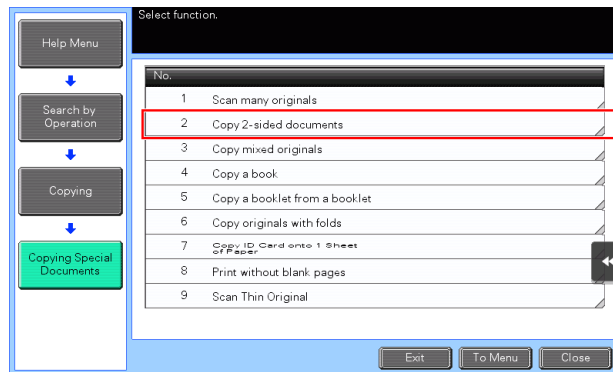 Select function.
Help Menu
Search by
Operation
Copying
Copying Special
Documents
No.
1 Scan many originals
2 Copy 2-sided documents
3 Copy mixed originals
4 Copy a book
5 Copy a booklet from a booklet
6 Copy originals with folds
7 Copy ID Card onto 1 Sheet
of Paper
8 Print without blank pages
9 Scan Thin Original
Exit To Menu Close